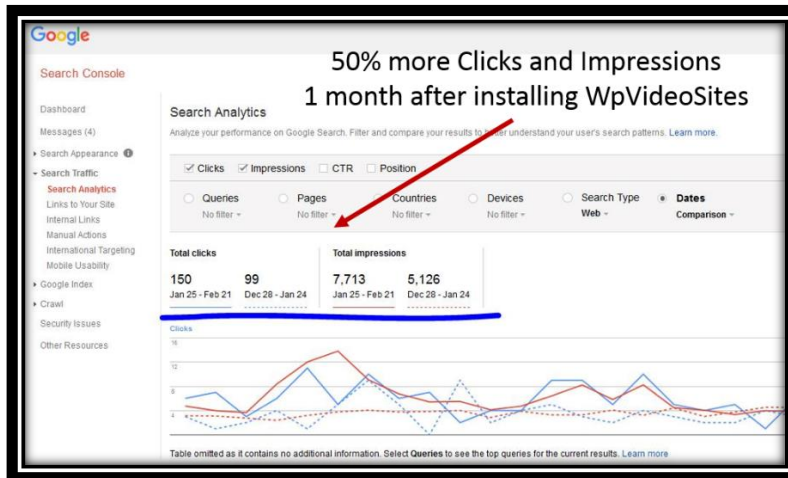 Google
50% more Clicks and Impressions
1 month after installing WpVideoSites
Search Console
Dashboard
Messages (4)
Search Appearance
Search Traffic
Search Analytics
Links to Your Site
Internal Links
Manual Actions
International Targeting
Mobile Usability
Google Index
Crawl
Security Issues
Other Resources
Search Analytics
Analyze your performance on Google Search. Filter and compare your results to better understand your user's search patterns. Learn more.
Clicks Impressions CTR Position
Queries Pages Countries Devices Search Type Dates
No filter No filter No filter No filter Web Comparison
Total clicks Total impressions
150 99 7,713 5,126
Jan 25 - Feb 21 Dec 28 - Jan 24 Jan 25 - Feb 21 Dec 28 - Jan 24
Clicks
16
12
8
4
Table omitted as it contains no additional information. Select Queries to see the top queries for the current results. Learn more